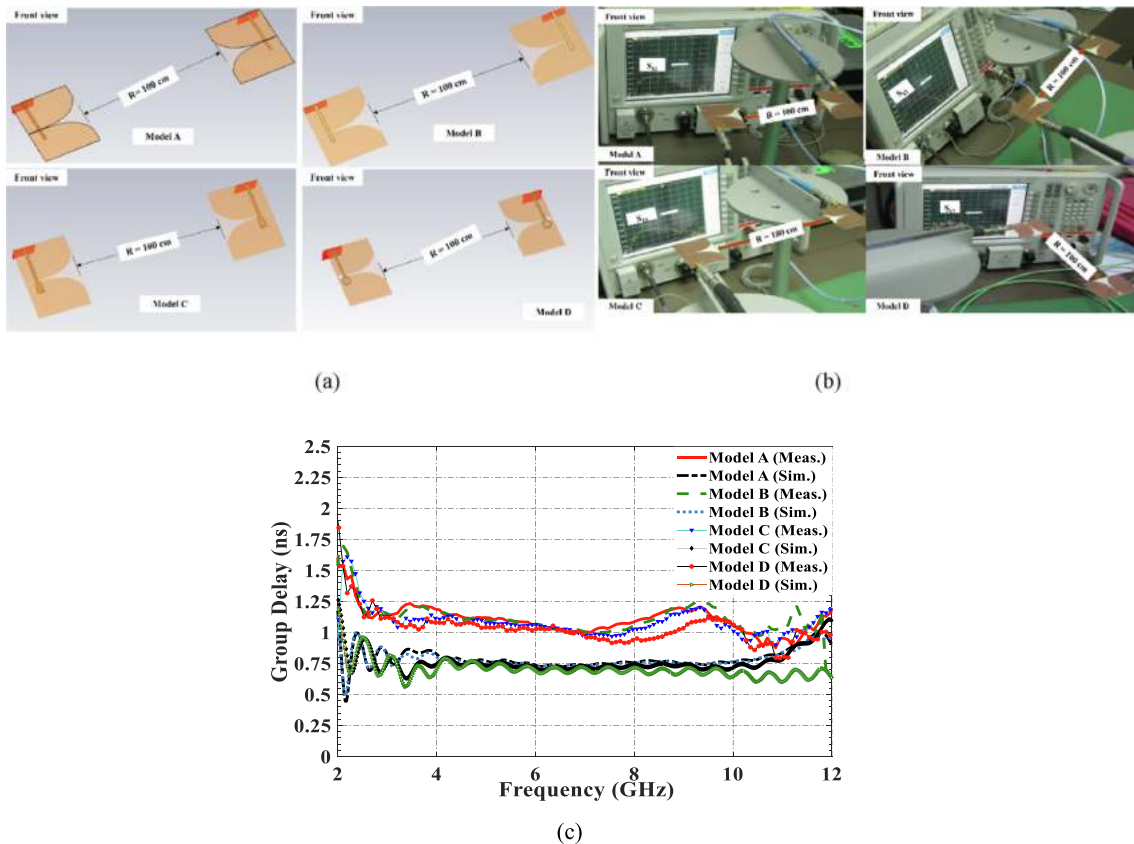 Front view
Front view
R= 100 cm
R = 100 cm
Model A
Model B
Front view
Front view
R = 100 cm
R = 100 cm
Model C
Model D
Front view
Front view
R = 100 cm
R = 100 cm
Model A
Model B
Front view
Front view
R = 100 cm
R = 100 cm
Model C
Model D
(a)
(b)
2.5
2.25
2
1.75
1.5
1.25
1
0.75
0.5
0.25
0
Group Delay (ns)
Model A (Meas.)
Model A (Sim.)
Model B (Meas.)
Model B (Sim.)
Model C (Meas.)
Model C (Sim.)
Model D (Meas.)
Model D (Sim.)
2 4 6 8 10 12
Frequency (GHz)
(c)